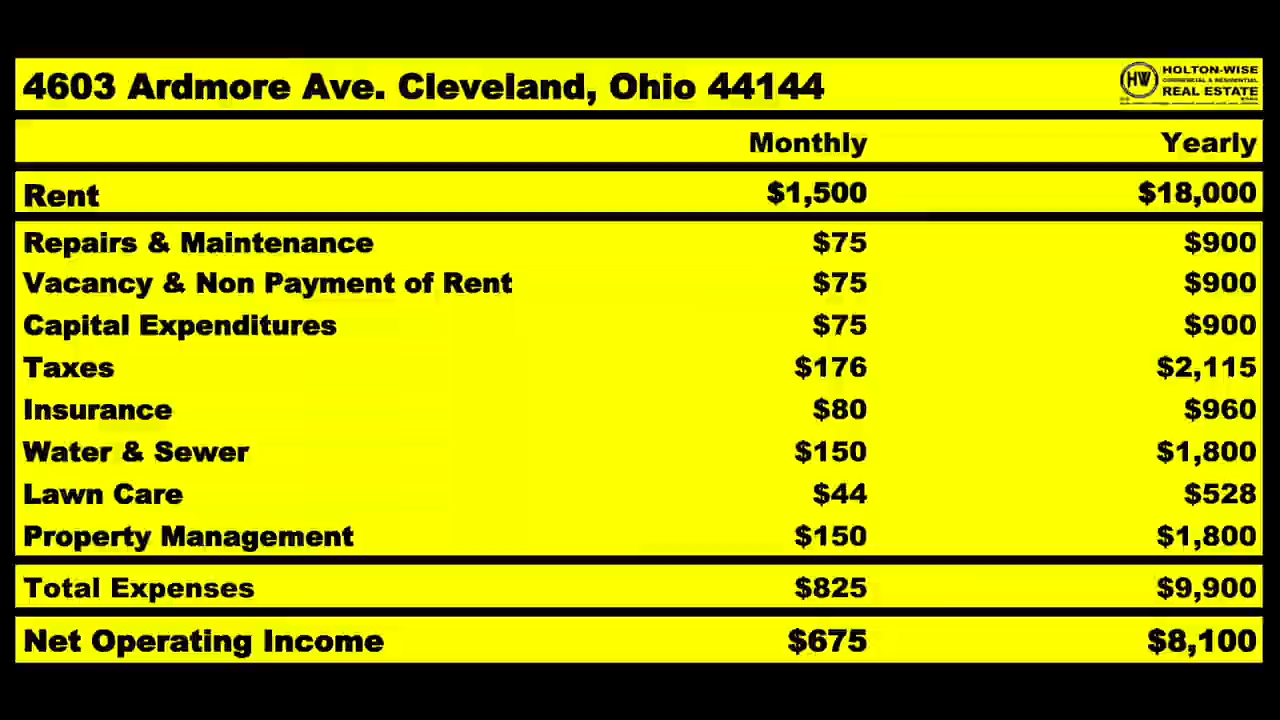 4603 Ardmore Ave. Cleveland, Ohio 44144
HW
HOLTON-WISE
COMMERCIAL & RESIDENTIAL
REAL ESTATE
Monthly Yearly
Rent $1,500 $18,000
Repairs & Maintenance $75 $900
Vacancy & Non Payment of Rent $75 $900
Capital Expenditures $75 $900
Taxes $176 $2,115
Insurance $80 $960
Water & Sewer $150 $1,800
Lawn Care $44 $528
Property Management $150 $1,800
Total Expenses $825 $9,900
Net Operating Income $675 $8,100